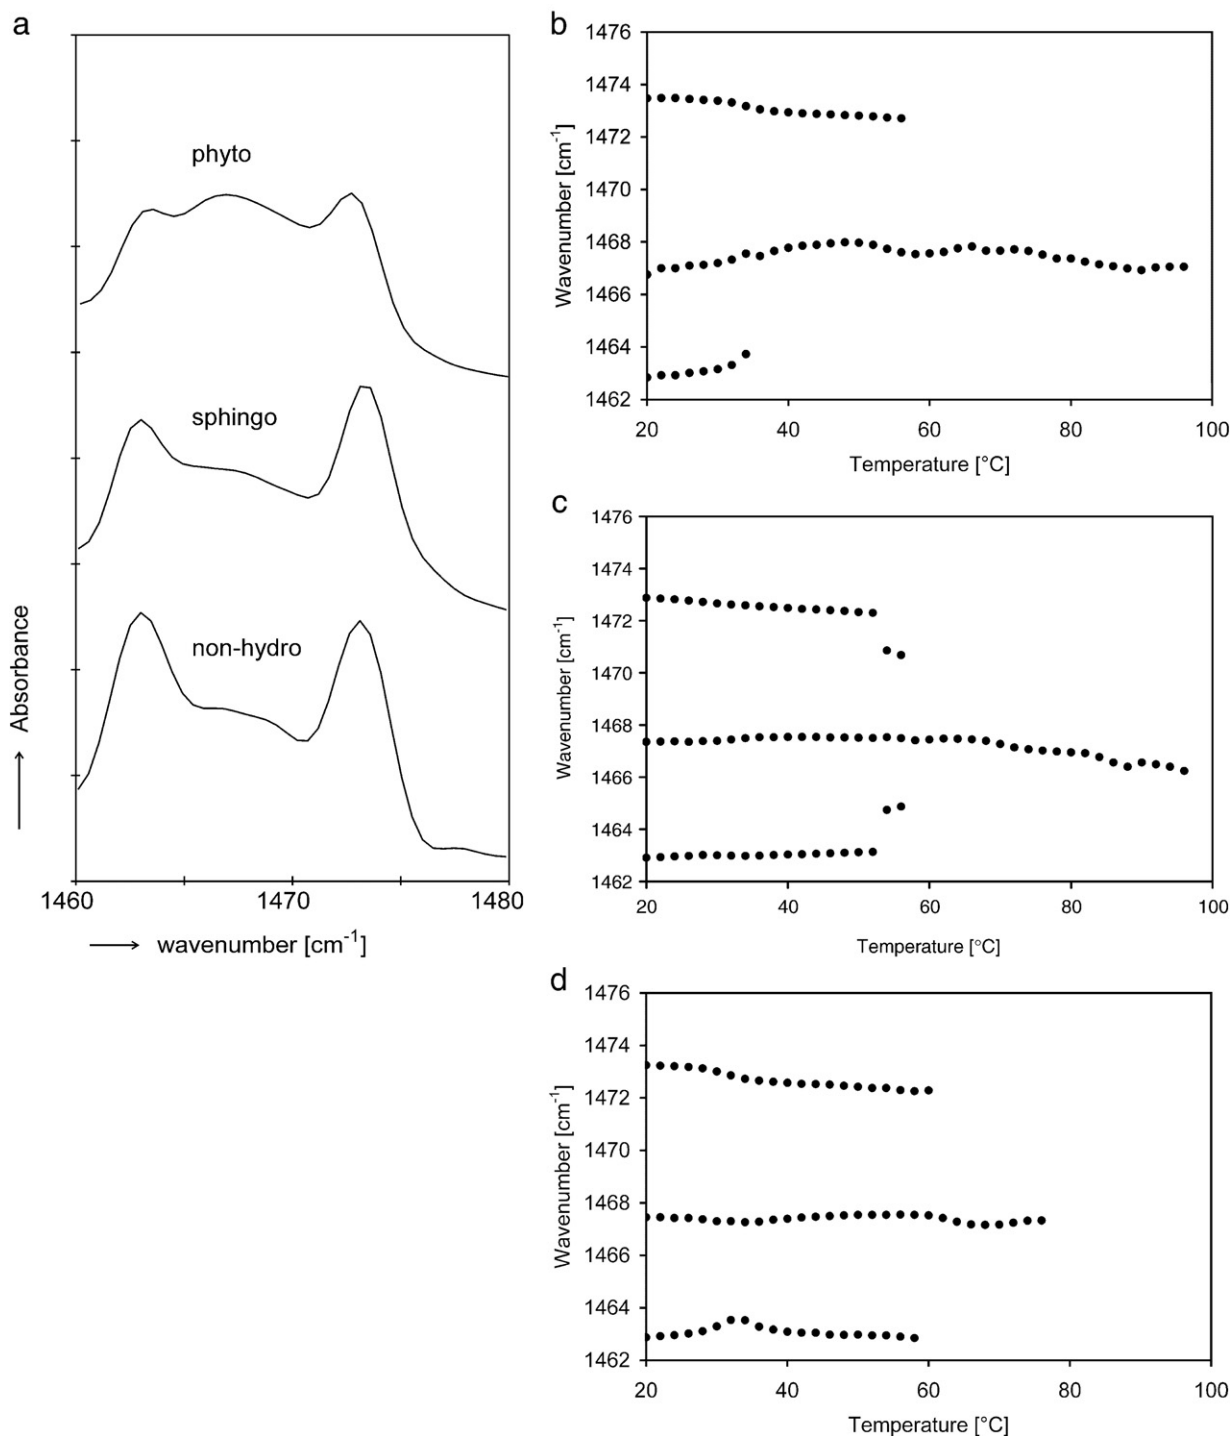 a
phyto
sphingo
non-hydro
Absorbance
1460
1470
1480
wavenumber [cm⁻¹]
b
1476
1474
1472
1470
1468
1466
1464
1462
Wavenumber [cm⁻¹]
20
40
60
80
100
Temperature [°C]
c
1476
1474
1472
1470
1468
1466
1464
1462
Wavenumber [cm⁻¹]
20
40
60
80
100
Temperature [°C]
d
1476
1474
1472
1470
1468
1466
1464
1462
Wavenumber [cm⁻¹]
20
40
60
80
100
Temperature [°C]